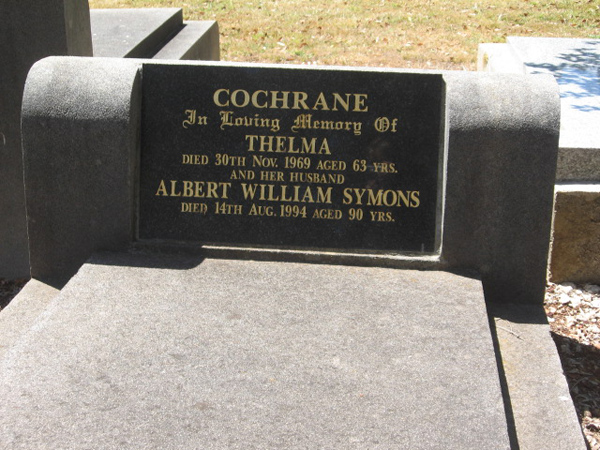 COCHRANE
In Loving Memory Of
THELMA
DIED 30TH NOV. 1969 AGED 63 YRS.
AND HER HUSBAND
ALBERT WILLIAM SYMONS
DIED 14TH AUG. 1994 AGED 90 YRS.